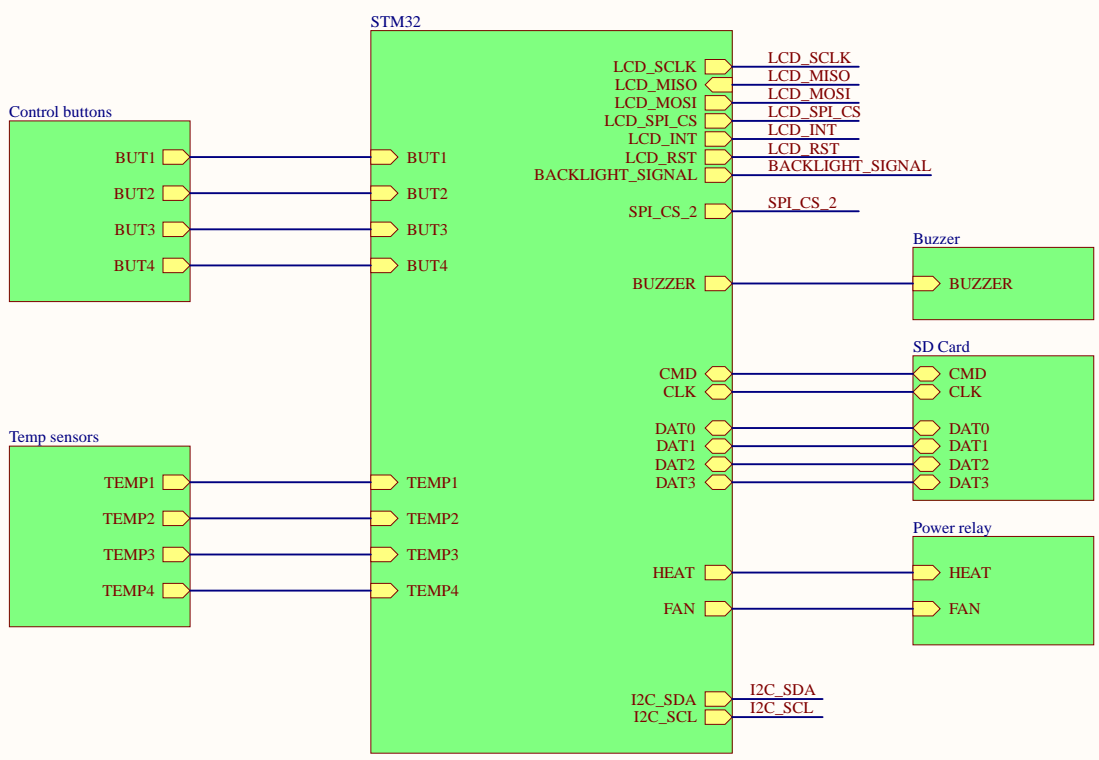 STM32
LCD_SCLK LCD_SCLK
LCD_MISO LCD_MISO
LCD_MOSI LCD_MOSI
LCD_SPI_CS LCD_SPI_CS
LCD_INT LCD_INT
LCD_RST LCD_RST
BACKLIGHT_SIGNAL BACKLIGHT_SIGNAL
SPI_CS_2 SPI_CS_2
Control buttons
BUT1 BUT1
BUT2 BUT2
BUT3 BUT3
BUT4 BUT4
Buzzer
BUZZER BUZZER
SD Card
CMD CMD
CLK CLK
DAT0 DAT0
DAT1 DAT1
DAT2 DAT2
DAT3 DAT3
Temp sensors
TEMP1 TEMP1
TEMP2 TEMP2
TEMP3 TEMP3
TEMP4 TEMP4
Power relay
HEAT HEAT
FAN FAN
I2C_SDA I2C_SDA
I2C_SCL I2C_SCL